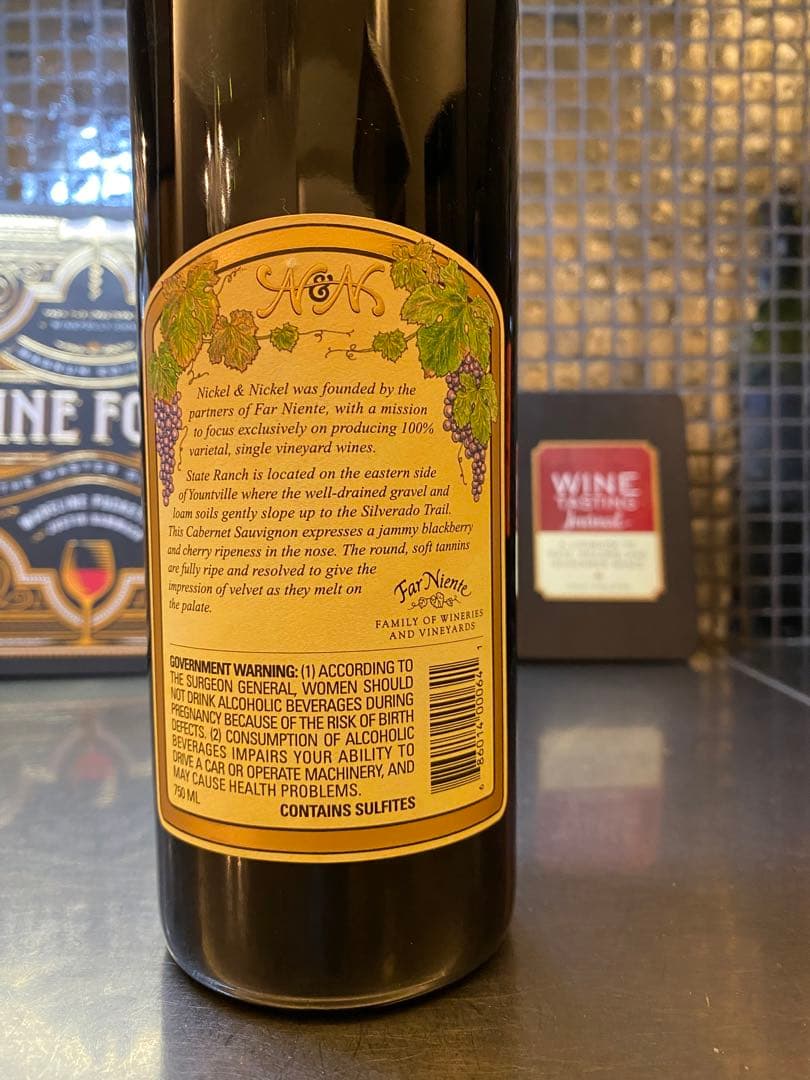 N&N
Nickel & Nickel was founded by the
partners of Far Niente, with a mission
to focus exclusively on producing 100%
varietal, single vineyard wines.
State Ranch is located on the eastern side
of Yountville where the well-drained gravel and
loam soils gently slope up to the Silverado Trail.
This Cabernet Sauvignon expresses a jammy blackberry
and cherry ripeness in the nose. The round, soft tannins
are fully ripe and resolved to give the
impression of velvet as they melt on
the palate.
Far Niente
FAMILY OF WINERIES
AND VINEYARDS
GOVERNMENT WARNING: (1) ACCORDING TO
THE SURGEON GENERAL, WOMEN SHOULD
NOT DRINK ALCOHOLIC BEVERAGES DURING
PREGNANCY BECAUSE OF THE RISK OF BIRTH
DEFECTS. (2) CONSUMPTION OF ALCOHOLIC
BEVERAGES IMPAIRS YOUR ABILITY TO
DRIVE A CAR OR OPERATE MACHINERY, AND
MAY CAUSE HEALTH PROBLEMS.
750 ML
CONTAINS SULFITES
6 86014 00064 1
INE FO
WINE
TASTING